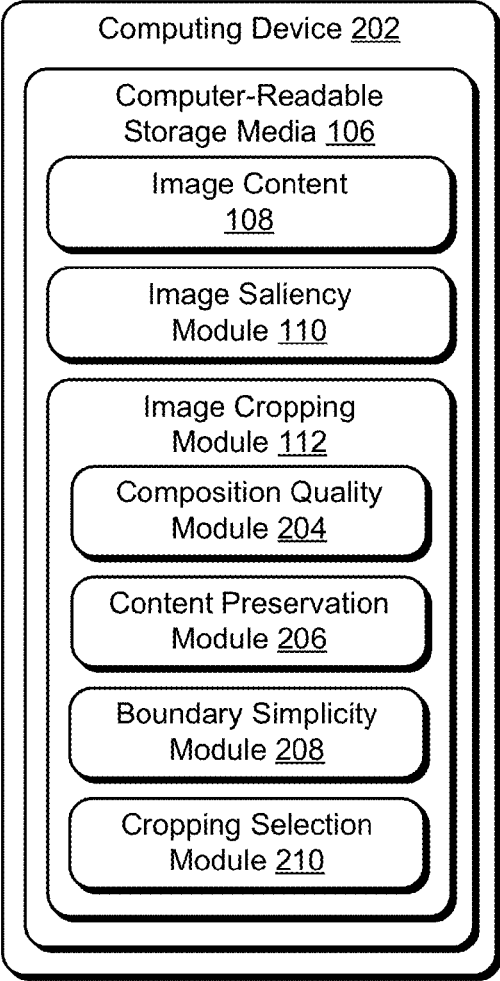 Computing Device 202
Computer-Readable
Storage Media 106
Image Content
108
Image Saliency
Module 110
Image Cropping
Module 112
Composition Quality
Module 204
Content Preservation
Module 206
Boundary Simplicity
Module 208
Cropping Selection
Module 210